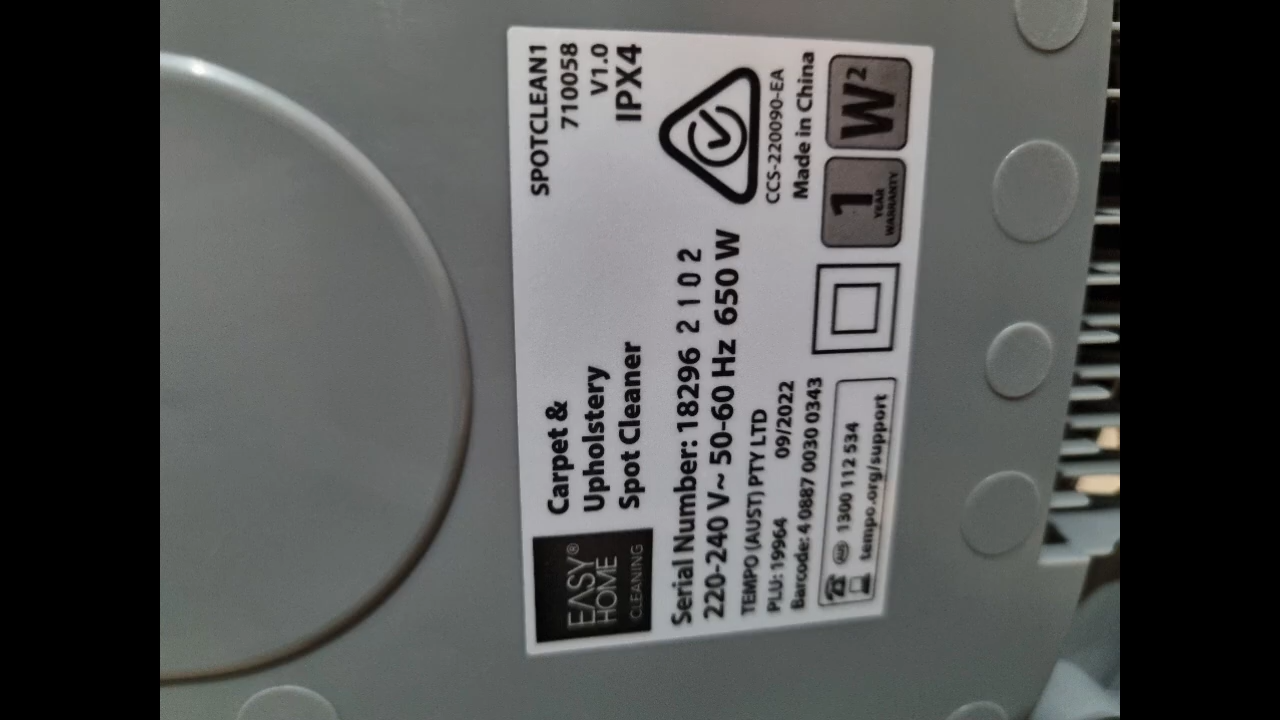 EASY®
HOME
CLEANING
Carpet &
Upholstery
Spot Cleaner
SPOTCLEAN1
710058
V1.0
IPX4
Serial Number: 18296 2 1 0 2
220-240 V~ 50-60 Hz 650 W
TEMPO (AUST) PTY LTD
PLU: 19964 09/2022
Barcode: 4 0887 0030 0343
AUS 1300 112 534
tempo.org/support
CCS-220090-EA
Made in China
1
YEAR
WARRANTY
W²